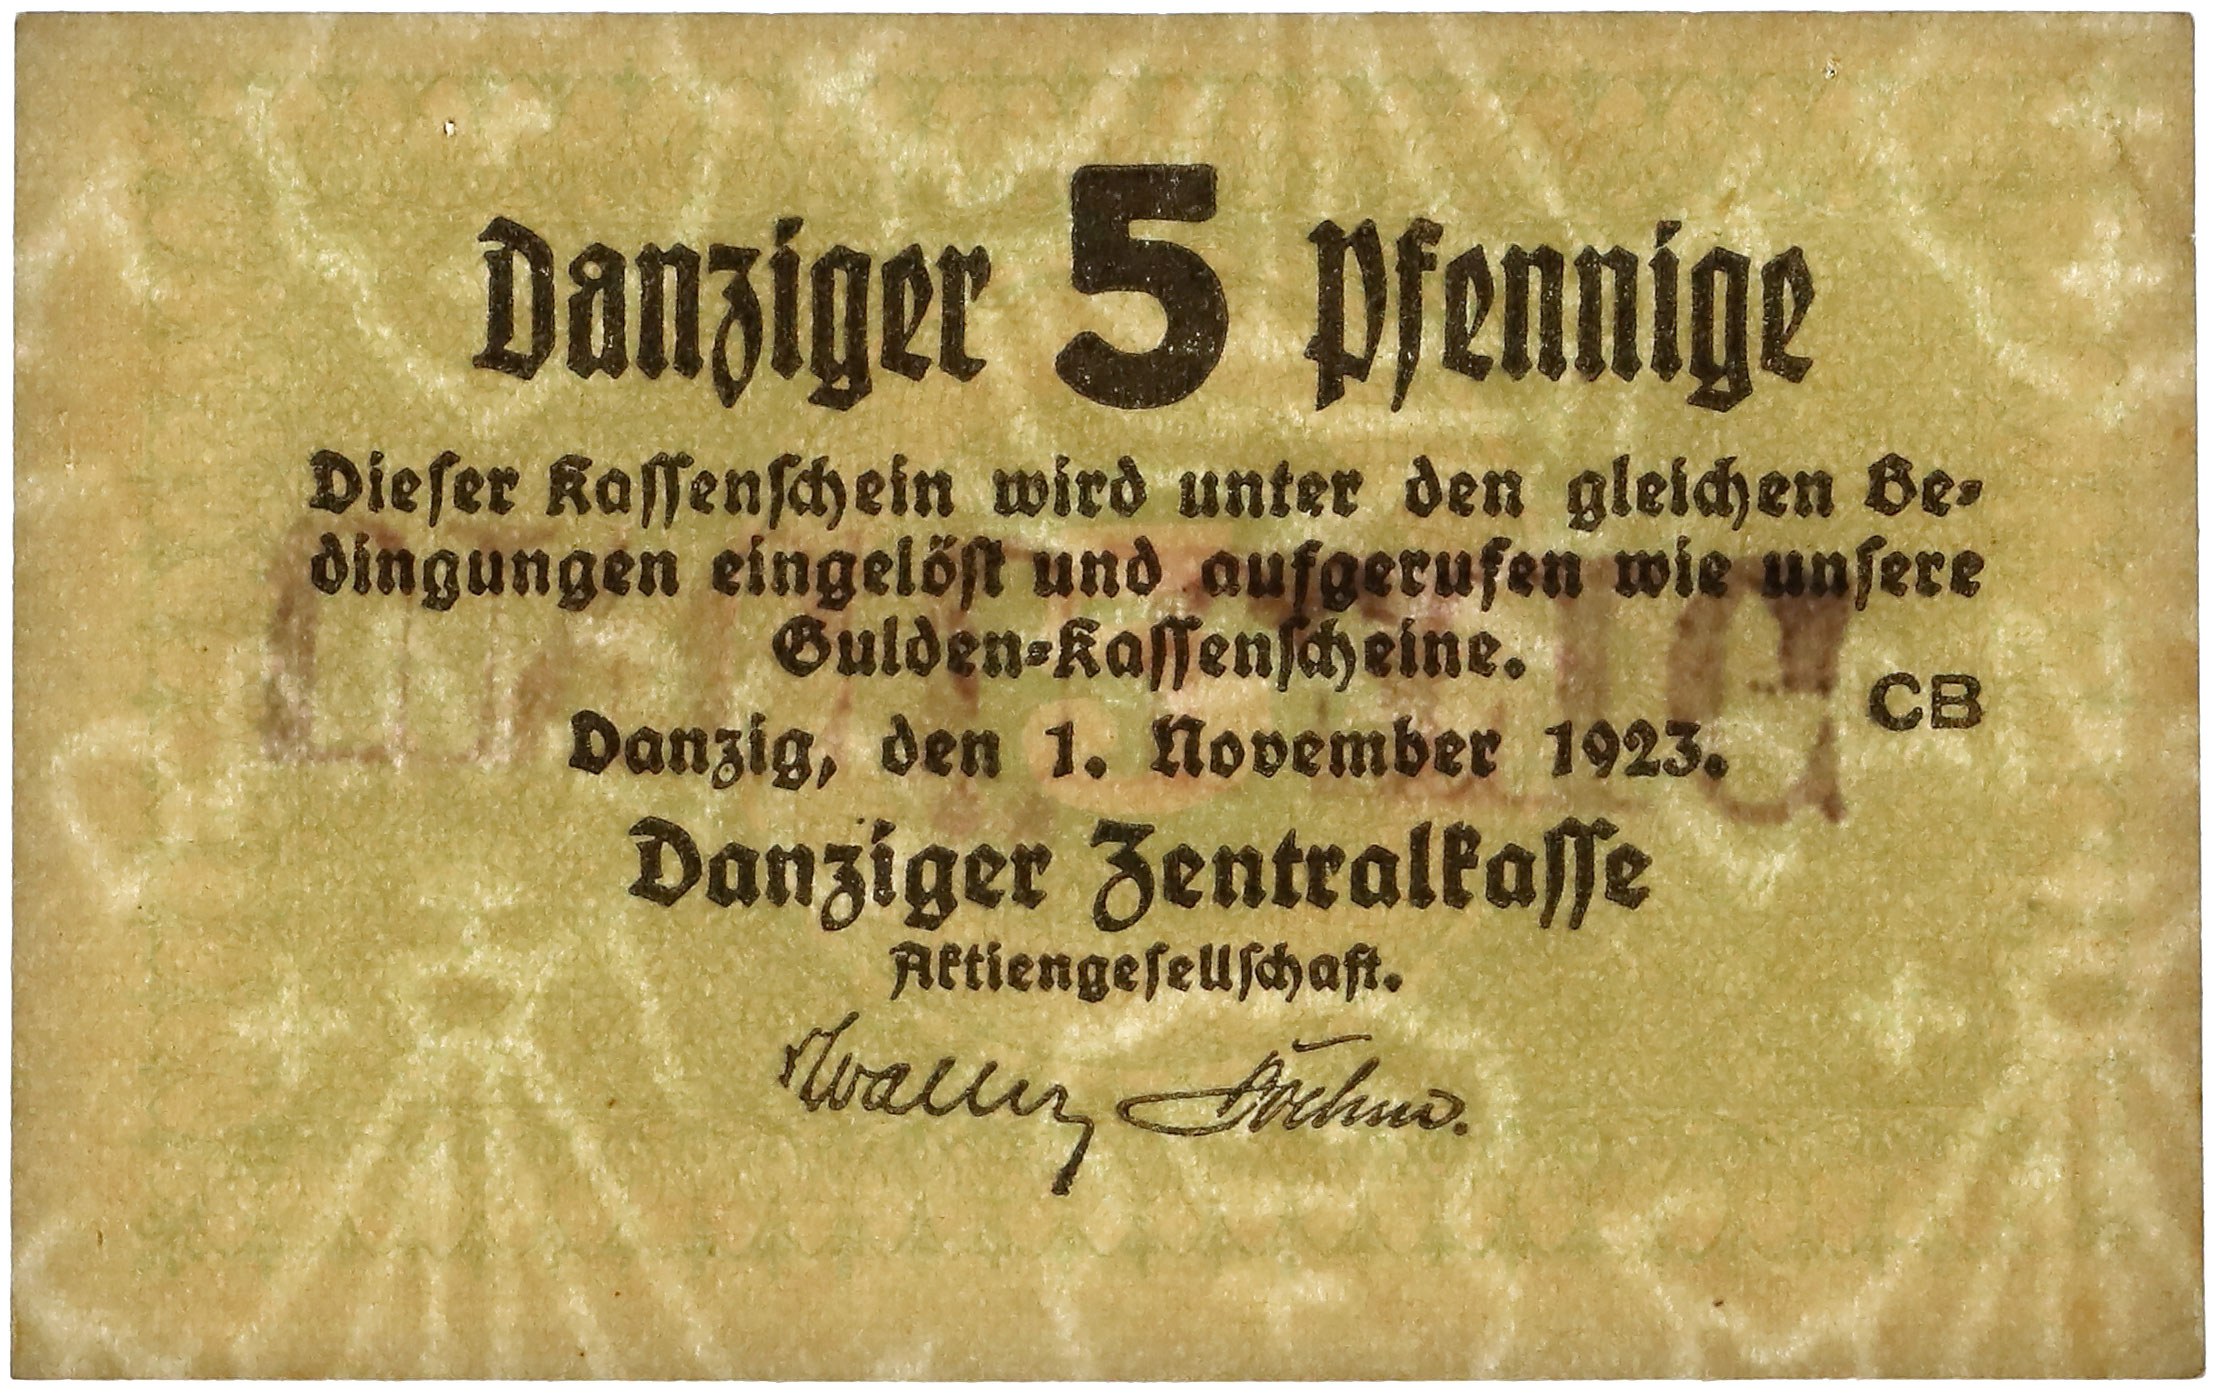 Danziger 5 Pfennige
Dieser Kassenschein wird unter den gleichen Be-
dingungen eingelöst und aufgerufen wie unsere
Gulden-Kassenscheine.
CB
Danzig, den 1. November 1923.
Danziger Zentralkasse
Aktiengesellschaft.